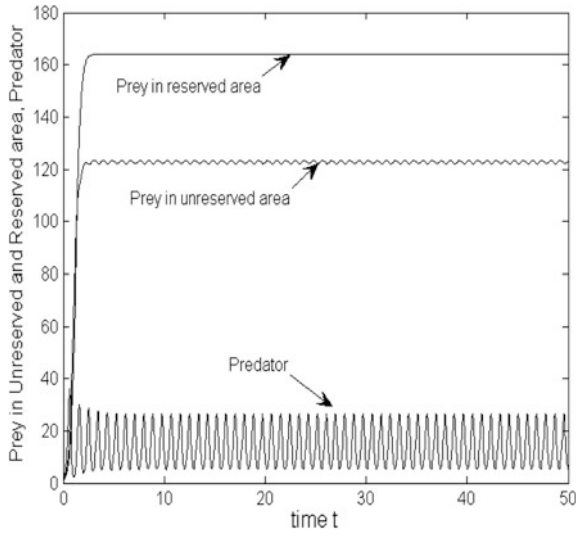 Prey in Unreserved and Reserved area, Predator
180
160
140
120
100
80
60
40
20
0
Prey in reserved area
Prey in unreserved area
Predator
0 10 20 30 40 50
time t